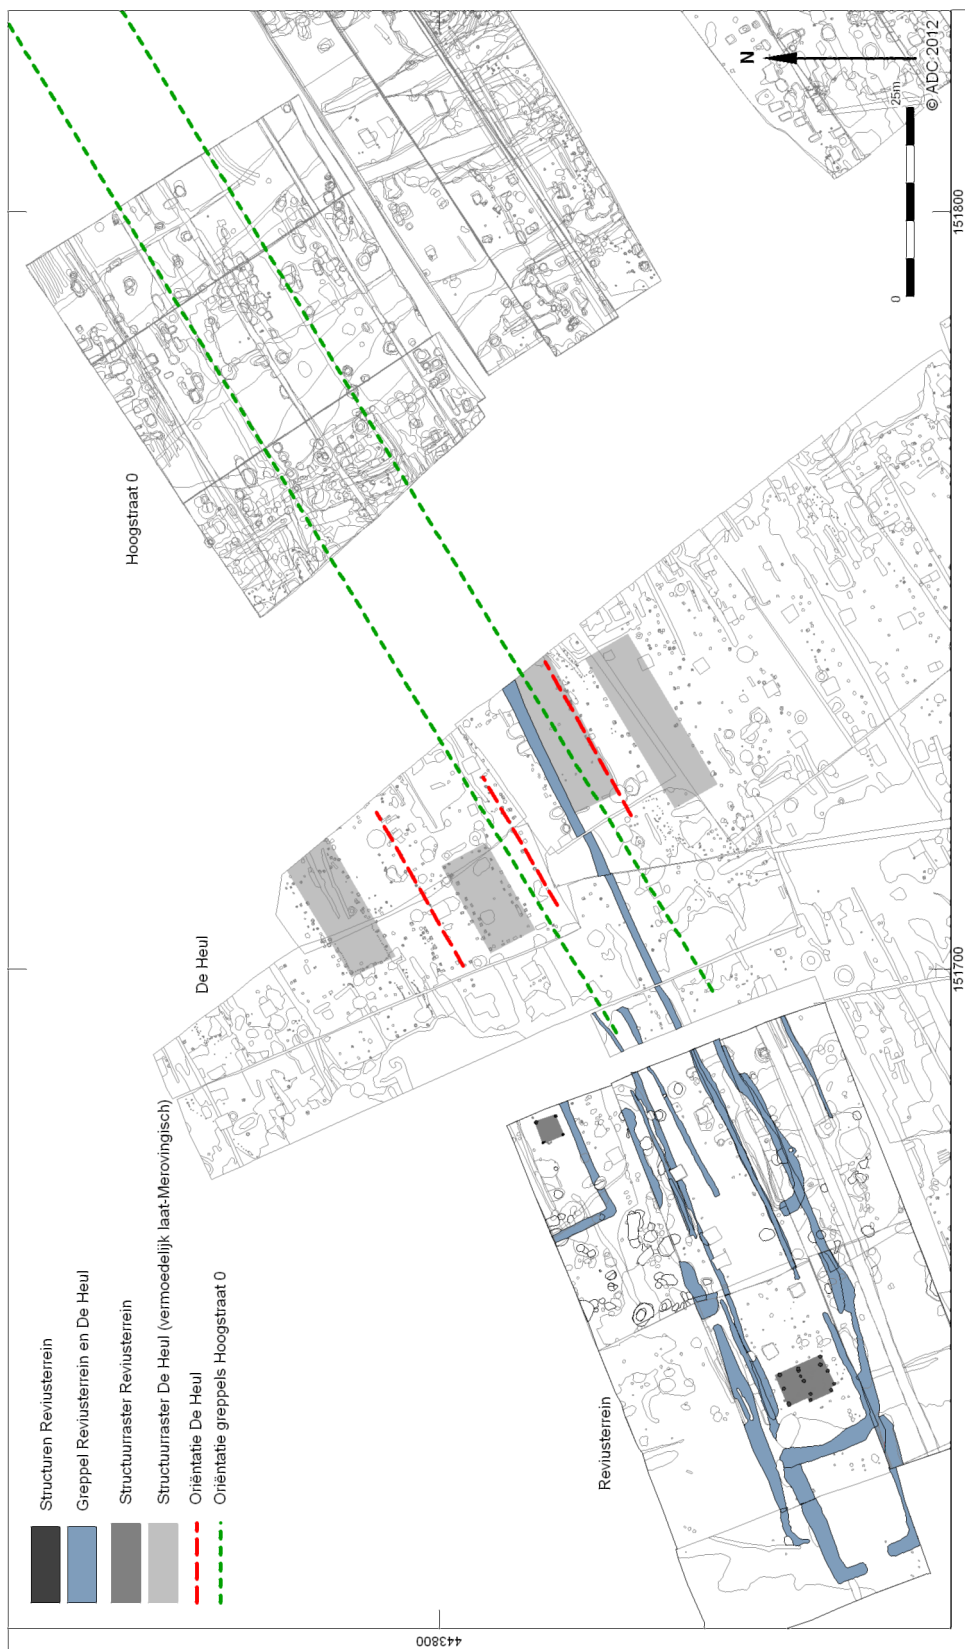 Structuren Reviusterrein
Greppel Reviusterrein en De Heul
Structuurraster Reviusterrein
Structuurraster De Heul (vermoedelijk laat-Merovingisch)
Oriëntatie De Heul
Oriëntatie greppels Hoogstraat 0
Reviusterrein
De Heul
Hoogstraat 0
N
0
25m
© ADC 2012
443800
151700
151800